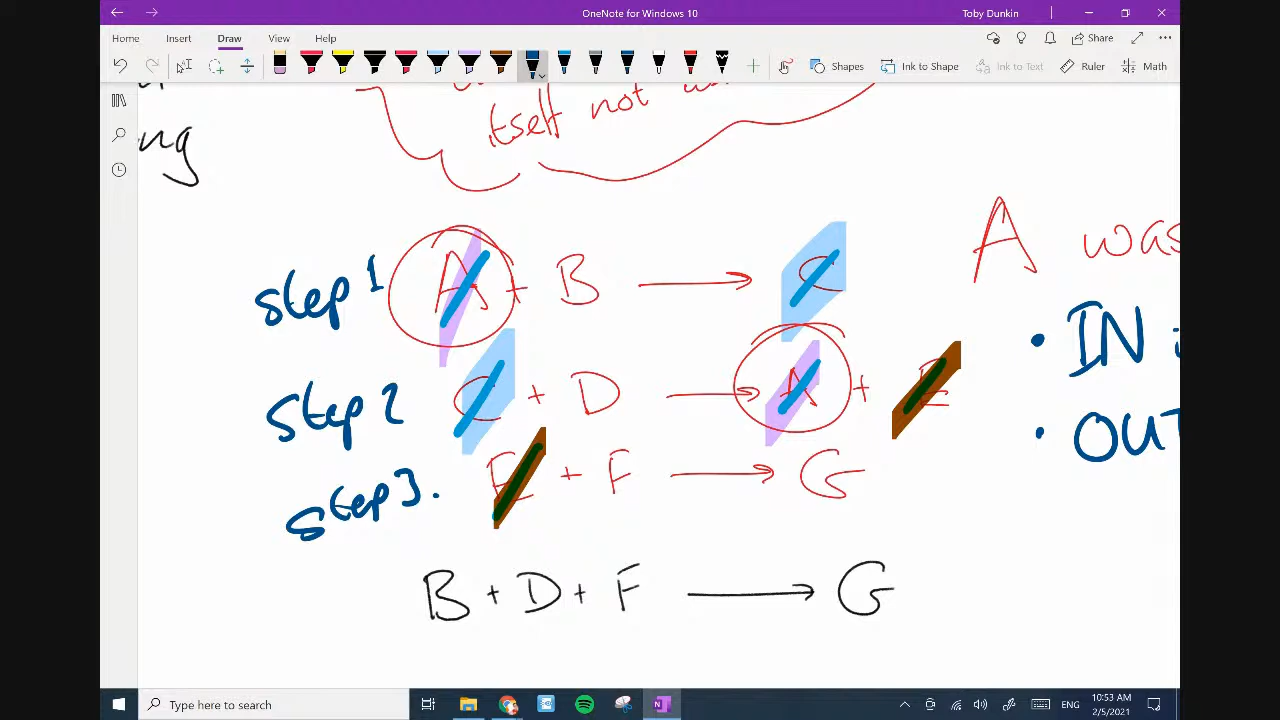 OneNote for Windows 10
Toby Dunkin
Home Insert Draw View Help
Share
Shapes
Ink to Shape
Ink to Text
Ruler
Math
itself not
ng
step 1 A + B → C
A was
step 2 C + D → A + E
• IN
step 3. E + F → G
• OUT
B + D + F → G
Type here to search
ENG
10:53 AM
2/5/2021